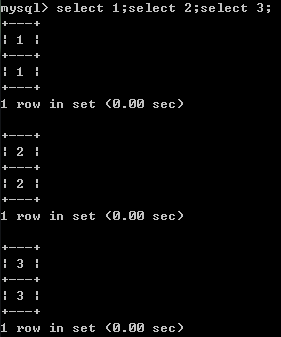 mysql> select 1;select 2;select 3;
+---+
| 1 |
+---+
| 1 |
+---+
1 row in set (0.00 sec)

+---+
| 2 |
+---+
| 2 |
+---+
1 row in set (0.00 sec)

+---+
| 3 |
+---+
| 3 |
+---+
1 row in set (0.00 sec)